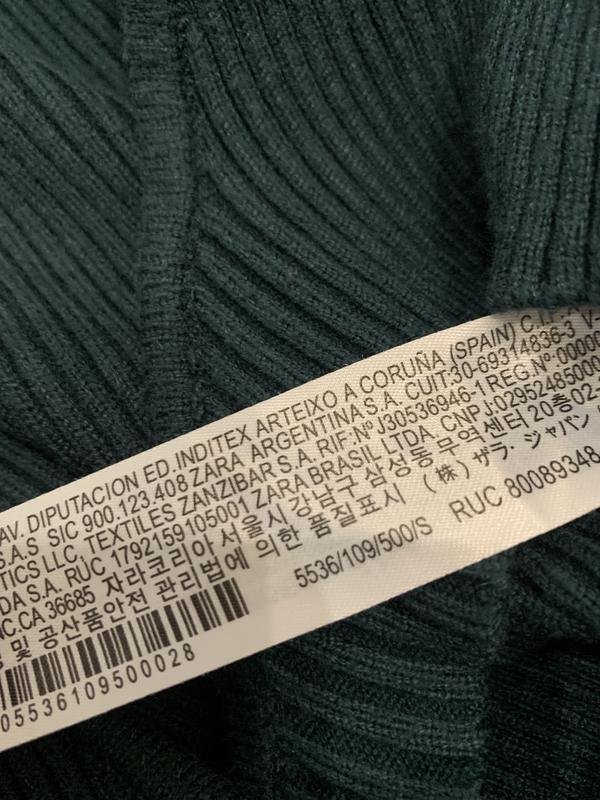 AV. DIPUTACION ED. INDITEX ARTEIXO A CORUÑA (SPAIN)
S.A.S SIC 900 123 408 ZARA ARGENTINA S.A. CUIT:30-69314836-3
TICS LLC, TEXTILES ZANZIBAR S.A. RIF:Nº J30536946-1 REG Nº:00000
DA S.A. RUC 1792159105001 ZARA BRASIL LTDA. CNPJ:02952485000
NC.CA 36685 자라코리아 서울시 강남구 삼성동 무역센터 20층 02-
및 공산품안전 관리법에 의한 품질표시 (株) ザラ・ジャパン
5536/109/500/S RUC 80089348
05536109500028